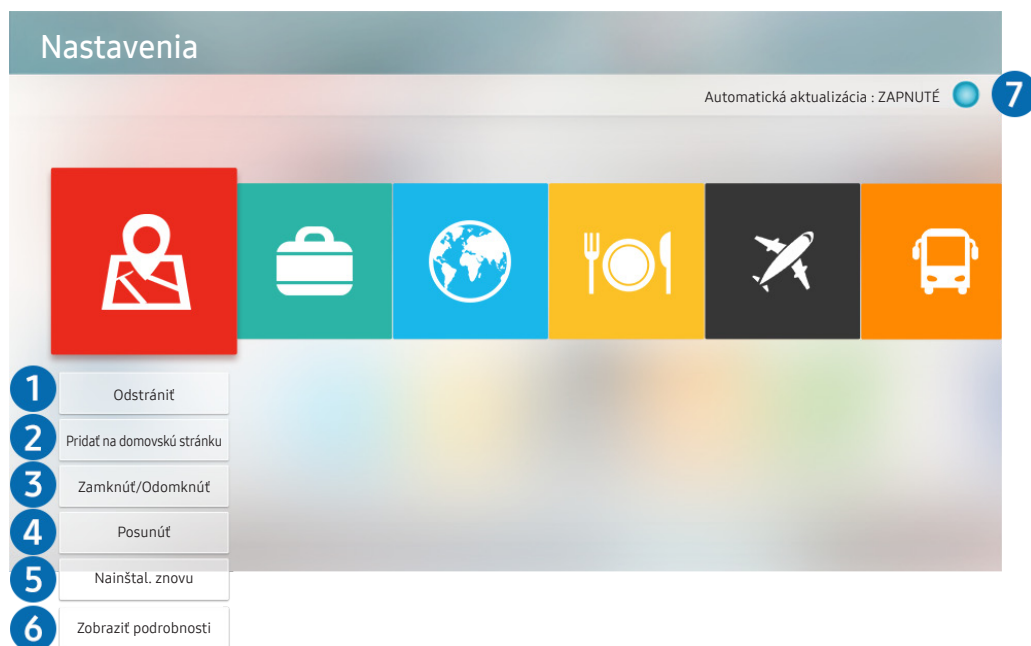 Nastavenia
Automatická aktualizácia : ZAPNUTÉ
7
1
Odstrániť
2
Pridať na domovskú stránku
3
Zamknúť/Odomknúť
4
Posunúť
5
Nainštal. znovu
6
Zobraziť podrobnosti